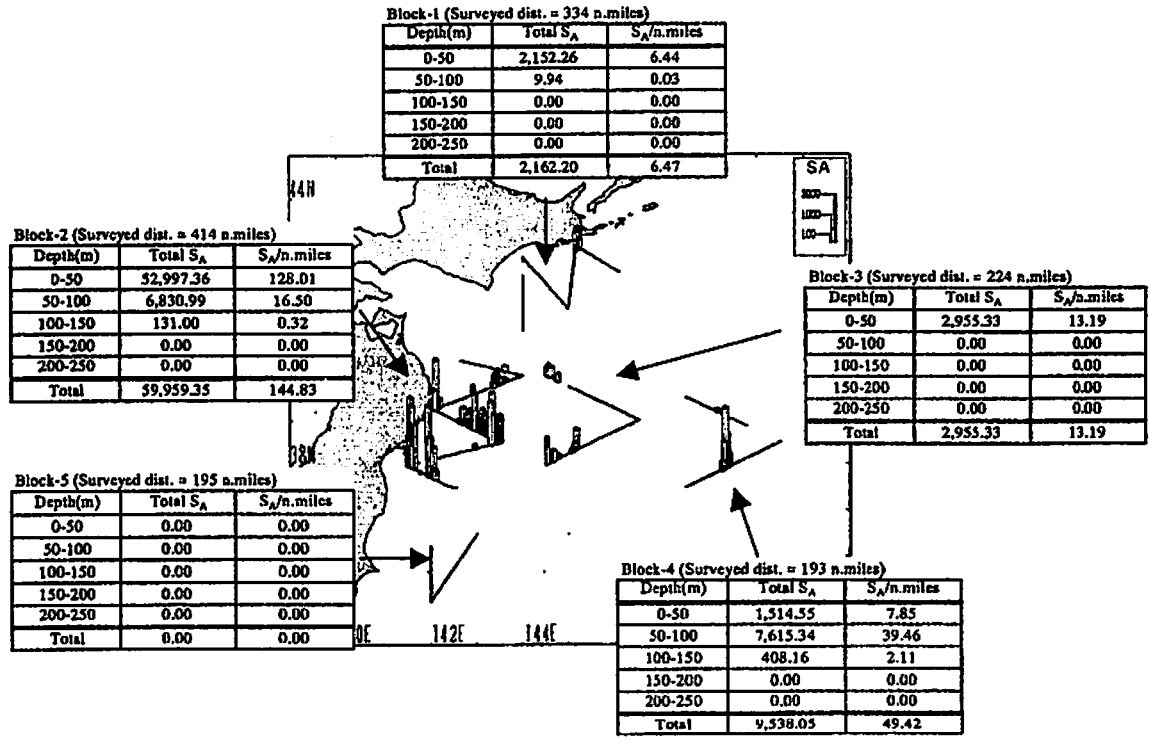 Block-1 (Surveyed dist. = 334 n.miles)
Depth(m) Total SA SA/n.miles
0-50 2,152.26 6.44
50-100 9.94 0.03
100-150 0.00 0.00
150-200 0.00 0.00
200-250 0.00 0.00
Total 2,162.20 6.47
44N
SA
1000
100
Block-2 (Surveyed dist. = 414 n.miles)
Depth(m) Total SA SA/n.miles
0-50 52,997.36 128.01
50-100 6,830.99 16.50
100-150 131.00 0.32
150-200 0.00 0.00
200-250 0.00 0.00
Total 59,959.35 144.83
Block-3 (Surveyed dist. = 224 n.miles)
Depth(m) Total SA SA/n.miles
0-50 2,955.33 13.19
50-100 0.00 0.00
100-150 0.00 0.00
150-200 0.00 0.00
200-250 0.00 0.00
Total 2,955.33 13.19
38N
Block-5 (Surveyed dist. = 195 n.miles)
Depth(m) Total SA SA/n.miles
0-50 0.00 0.00
50-100 0.00 0.00
100-150 0.00 0.00
150-200 0.00 0.00
200-250 0.00 0.00
Total 0.00 0.00
0E 142E 144E
Block-4 (Surveyed dist. = 193 n.miles)
Depth(m) Total SA SA/n.miles
0-50 1,514.55 7.85
50-100 7,615.34 39.46
100-150 408.16 2.11
150-200 0.00 0.00
200-250 0.00 0.00
Total 9,538.05 49.42